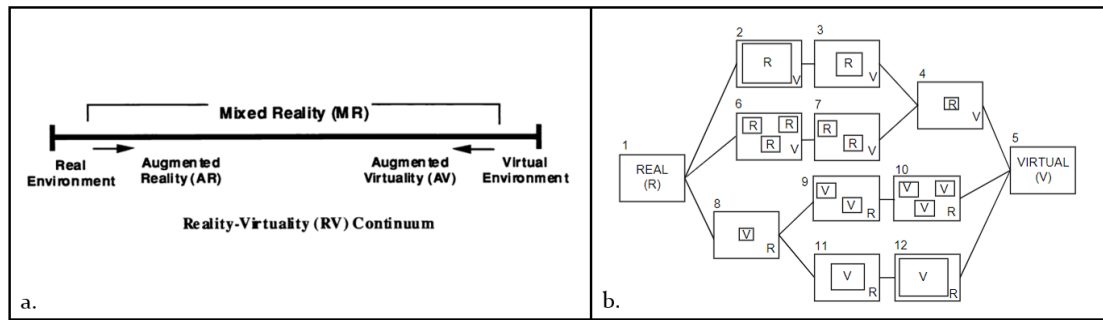 Mixed Reality (MR)
Real Environment
Augmented Reality (AR)
Augmented Virtuality (AV)
Virtual Environment
Reality-Virtuality (RV) Continuum
a.
1
REAL (R)
2
R
V
3
R
V
4
R
V
5
VIRTUAL (V)
6
R
R
R
V
7
R
R
V
8
V
R
9
V
V
R
10
V
V
V
R
11
V
R
12
V
R
b.